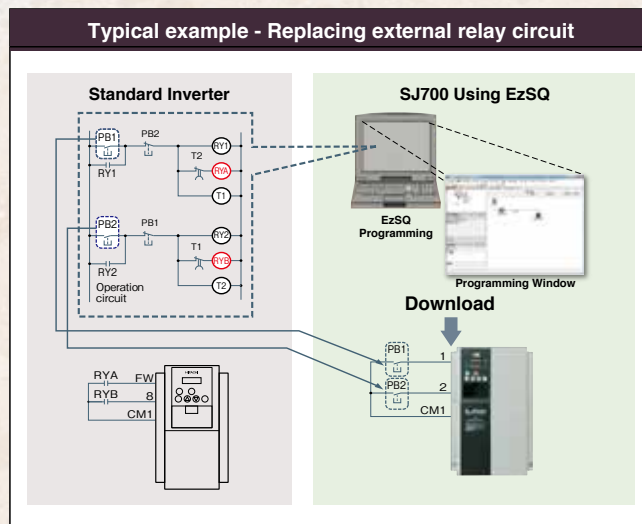 Typical example - Replacing external relay circuit
Standard Inverter
PB1
PB2
RY1
RY1
T2
RYA
T1
PB2
PB1
RY2
RY2
T1
RYB
T2
Operation
circuit
RYA
FW
RYB
8
CM1
HITACHI
SJ700 Using EzSQ
EzSQ
Programming
Programming Window
Download
PB1
1
PB2
2
CM1